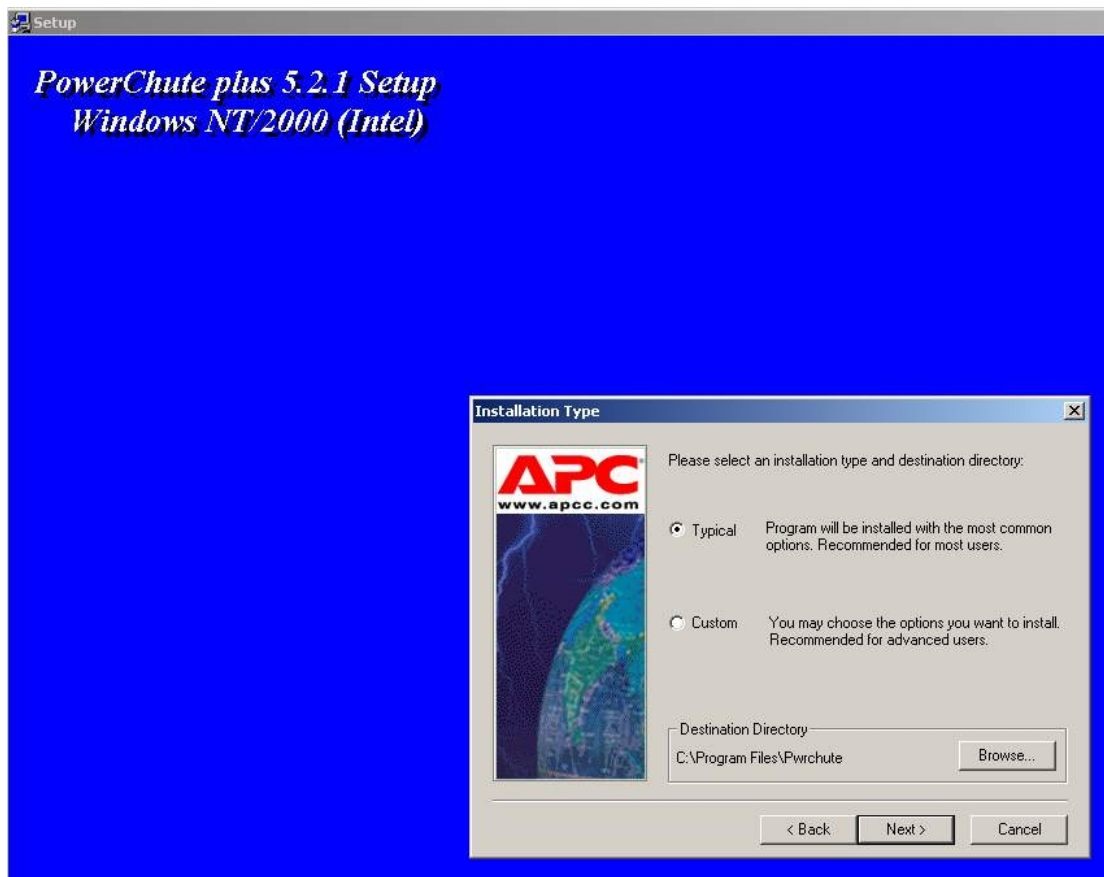 Setup
PowerChute plus 5.2.1 Setup
Windows NT/2000 (Intel)
Installation Type
APC
www.apcc.com
Please select an installation type and destination directory:
Typical
Program will be installed with the most common
options. Recommended for most users.
Custom
You may choose the options you want to install.
Recommended for advanced users.
Destination Directory
C:\Program Files\Pwrchute
Browse...
< Back
Next >
Cancel